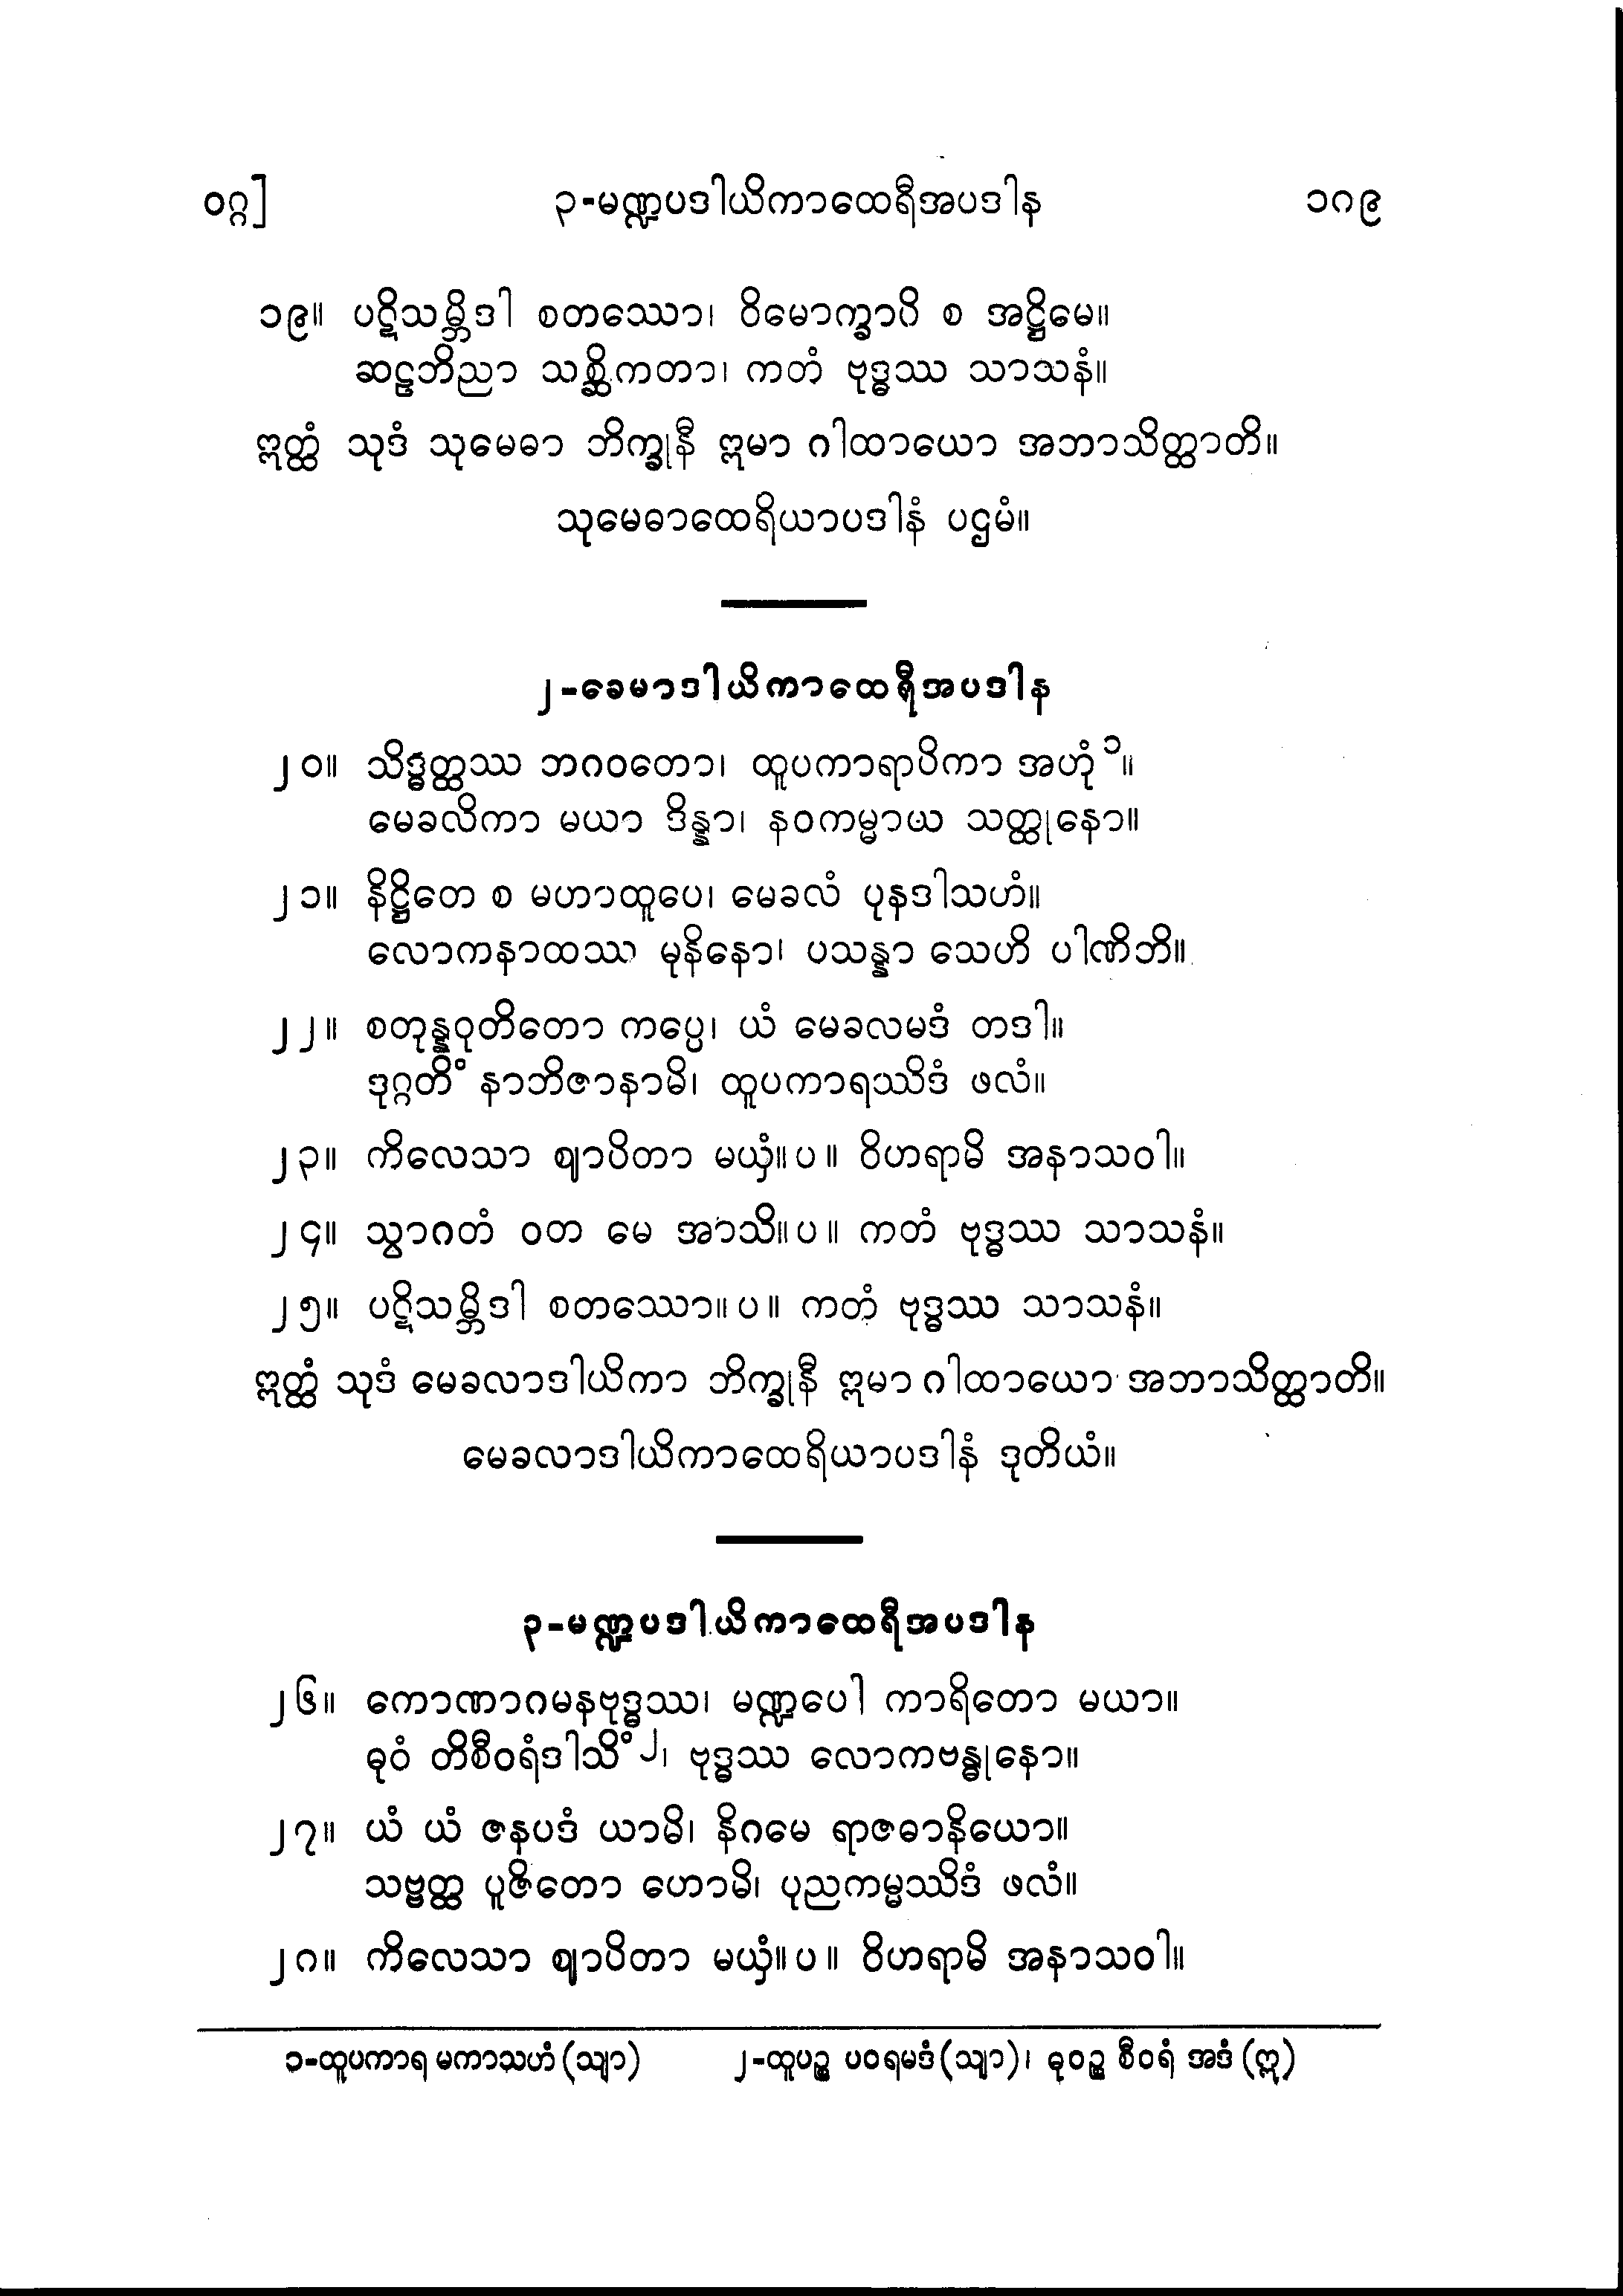 ဝဂ္ဂ] ၃-မဏ္ဍပဒါယိကာထေရီအပဒါန ၁၈၉
၁၉။ ပဋိသမ္ဘိဒါ စတဿော၊ ဝိမောက္ခာပိ စ အဋ္ဌိမေ။
ဆဠဘိညာ သစ္ဆိကတာ၊ ကတံ ဗုဒ္ဓဿ သာသနံ။
ဣတ္ထံ သုဒံ သုမေဓာ ဘိက္ခုနီ ဣမာ ဂါထာယော အဘာသိတ္ထာတိ။
သုမေဓာထေရိယာပဒါနံ ပဌမံ။
၂-ခေမာဒါယိကာထေရီအပဒါန
၂၀။ သိဒ္ဓတ္ထဿ ဘဂဝတော၊ ထူပကာရာပိကာ အဟုံ ၁။
မေခလိကာ မယာ ဒိန္နာ၊ နဝကမ္မာယ သတ္ထုနော။
၂၁။ နိဋ္ဌိတေ စ မဟာထူပေ၊ မေခလံ ပုနဒါသဟံ။
လောကနာထဿ မုနိနော၊ ပသန္နာ သေဟိ ပါဏိဘိ။
၂၂။ စတုန္နဝုတိတော ကပ္ပေ၊ ယံ မေခလမဒံ တဒါ။
ဒုဂ္ဂတိံ နာဘိဇာနာမိ၊ ထူပကာရဿိဒံ ဖလံ။
၂၃။ ကိလေသာ ဈာပိတာ မယှံ။ပ။ ဝိဟရာမိ အနာသဝါ။
၂၄။ သွာဂတံ ဝတ မေ အာသိ။ပ။ ကတံ ဗုဒ္ဓဿ သာသနံ။
၂၅။ ပဋိသမ္ဘိဒါ စတဿော။ပ။ ကတံ ဗုဒ္ဓဿ သာသနံ။
ဣတ္ထံ သုဒံ မေခလာဒါယိကာ ဘိက္ခုနီ ဣမာ ဂါထာယော အဘာသိတ္ထာတိ။
မေခလာဒါယိကာထေရိယာပဒါနံ ဒုတိယံ။
၃-မဏ္ဍပဒါယိကာထေရီအပဒါန
၂၆။ ကောဏာဂမနဗုဒ္ဓဿ၊ မဏ္ဍပေါ ကာရိတော မယာ။
ဓုဝံ တိစီဝရံဒါသိံ ၂၊ ဗုဒ္ဓဿ လောကဗန္ဓုနော။
၂၇။ ယံ ယံ ဇနပဒံ ယာမိ၊ နိဂမေ ရာဇဓာနိယော။
သဗ္ဗတ္ထ ပူဇိတော ဟောမိ၊ ပုညကမ္မဿိဒံ ဖလံ။
၂၈။ ကိလေသာ ဈာပိတာ မယှံ။ပ။ ဝိဟရာမိ အနာသဝါ။
၁-ထူပကာရ မကာသဟံ (သျာ) ၂-ထူပဉ္စ ပဝရမဒံ (သျာ)၊ ဓုဝဉ္စ စီဝရံ အဒံ (ဣ)